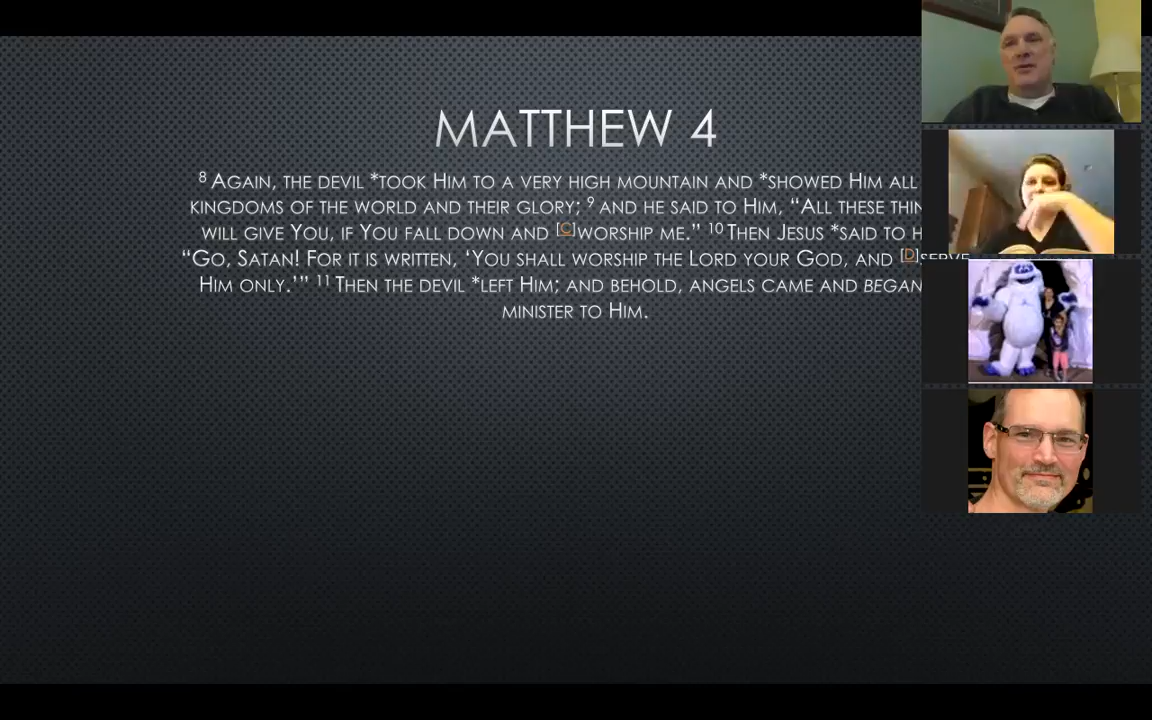 MATTHEW 4
8 AGAIN, THE DEVIL *TOOK HIM TO A VERY HIGH MOUNTAIN AND *SHOWED HIM ALL
KINGDOMS OF THE WORLD AND THEIR GLORY; 9 AND HE SAID TO HIM, “ALL THESE
WILL GIVE YOU, IF YOU FALL DOWN AND [C]WORSHIP ME.” 10 THEN JESUS *SAID TO
“GO, SATAN! FOR IT IS WRITTEN, ‘YOU SHALL WORSHIP THE LORD YOUR GOD, AND [D]SERVE
HIM ONLY.’” 11 THEN THE DEVIL *LEFT HIM; AND BEHOLD, ANGELS CAME AND BEGAN
MINISTER TO HIM.